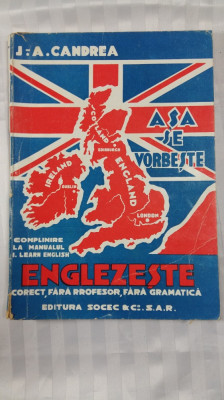 J.-A. CANDREA
AŞA
SE
VORBEŞTE
SCOTLAND
EDINBURGH
IRELAND
DUBLIN
ENGLAND
LONDON
COMPLINIRE
LA MANUALUL
I. LEARN ENGLISH
ENGLEZEŞTE
CORECT, FĂRĂ RROFESOR, FĂRĂ GRAMATICĂ
EDITURA SOCEC & Co. S.A.R.